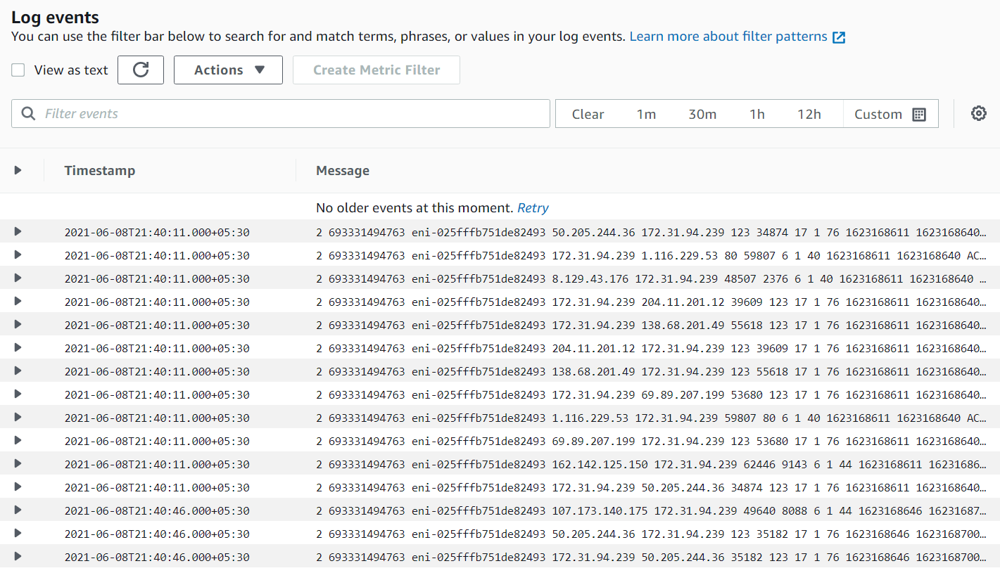 Log events
You can use the filter bar below to search for and match terms, phrases, or values in your log events. Learn more about filter patterns
View as text Actions Create Metric Filter
Filter events Clear 1m 30m 1h 12h Custom
Timestamp Message
No older events at this moment. Retry
2021-06-08T21:40:11.000+05:30 2 693331494763 eni-025fffb751de82493 50.205.244.36 172.31.94.239 123 34874 17 1 76 1623168611 1623168640…
2021-06-08T21:40:11.000+05:30 2 693331494763 eni-025fffb751de82493 172.31.94.239 1.116.229.53 80 59807 6 1 40 1623168611 1623168640 AC…
2021-06-08T21:40:11.000+05:30 2 693331494763 eni-025fffb751de82493 8.129.43.176 172.31.94.239 48507 2376 6 1 40 1623168611 1623168640 …
2021-06-08T21:40:11.000+05:30 2 693331494763 eni-025fffb751de82493 172.31.94.239 204.11.201.12 39609 123 17 1 76 1623168611 1623168640…
2021-06-08T21:40:11.000+05:30 2 693331494763 eni-025fffb751de82493 172.31.94.239 138.68.201.49 55618 123 17 1 76 1623168611 1623168640…
2021-06-08T21:40:11.000+05:30 2 693331494763 eni-025fffb751de82493 204.11.201.12 172.31.94.239 123 39609 17 1 76 1623168611 1623168640…
2021-06-08T21:40:11.000+05:30 2 693331494763 eni-025fffb751de82493 138.68.201.49 172.31.94.239 123 55618 17 1 76 1623168611 1623168640…
2021-06-08T21:40:11.000+05:30 2 693331494763 eni-025fffb751de82493 172.31.94.239 69.89.207.199 53680 123 17 1 76 1623168611 1623168640…
2021-06-08T21:40:11.000+05:30 2 693331494763 eni-025fffb751de82493 1.116.229.53 172.31.94.239 59807 80 6 1 40 1623168611 1623168640 AC…
2021-06-08T21:40:11.000+05:30 2 693331494763 eni-025fffb751de82493 69.89.207.199 172.31.94.239 123 53680 17 1 76 1623168611 1623168640…
2021-06-08T21:40:11.000+05:30 2 693331494763 eni-025fffb751de82493 162.142.125.150 172.31.94.239 62446 9143 6 1 44 1623168611 16231686…
2021-06-08T21:40:11.000+05:30 2 693331494763 eni-025fffb751de82493 172.31.94.239 50.205.244.36 34874 123 17 1 76 1623168611 1623168640…
2021-06-08T21:40:46.000+05:30 2 693331494763 eni-025fffb751de82493 107.173.140.175 172.31.94.239 49640 8088 6 1 44 1623168646 16231687…
2021-06-08T21:40:46.000+05:30 2 693331494763 eni-025fffb751de82493 50.205.244.36 172.31.94.239 123 35182 17 1 76 1623168646 1623168700…
2021-06-08T21:40:46.000+05:30 2 693331494763 eni-025fffb751de82493 172.31.94.239 50.205.244.36 35182 123 17 1 76 1623168646 1623168700…